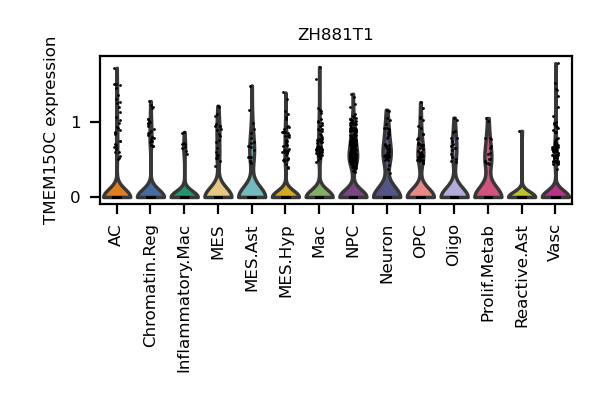 ZH881T1
TMEM150C expression
1
0
AC
Chromatin.Reg
Inflammatory.Mac
MES
MES.Ast
MES.Hyp
Mac
NPC
Neuron
OPC
Oligo
Prolif.Metab
Reactive.Ast
Vasc